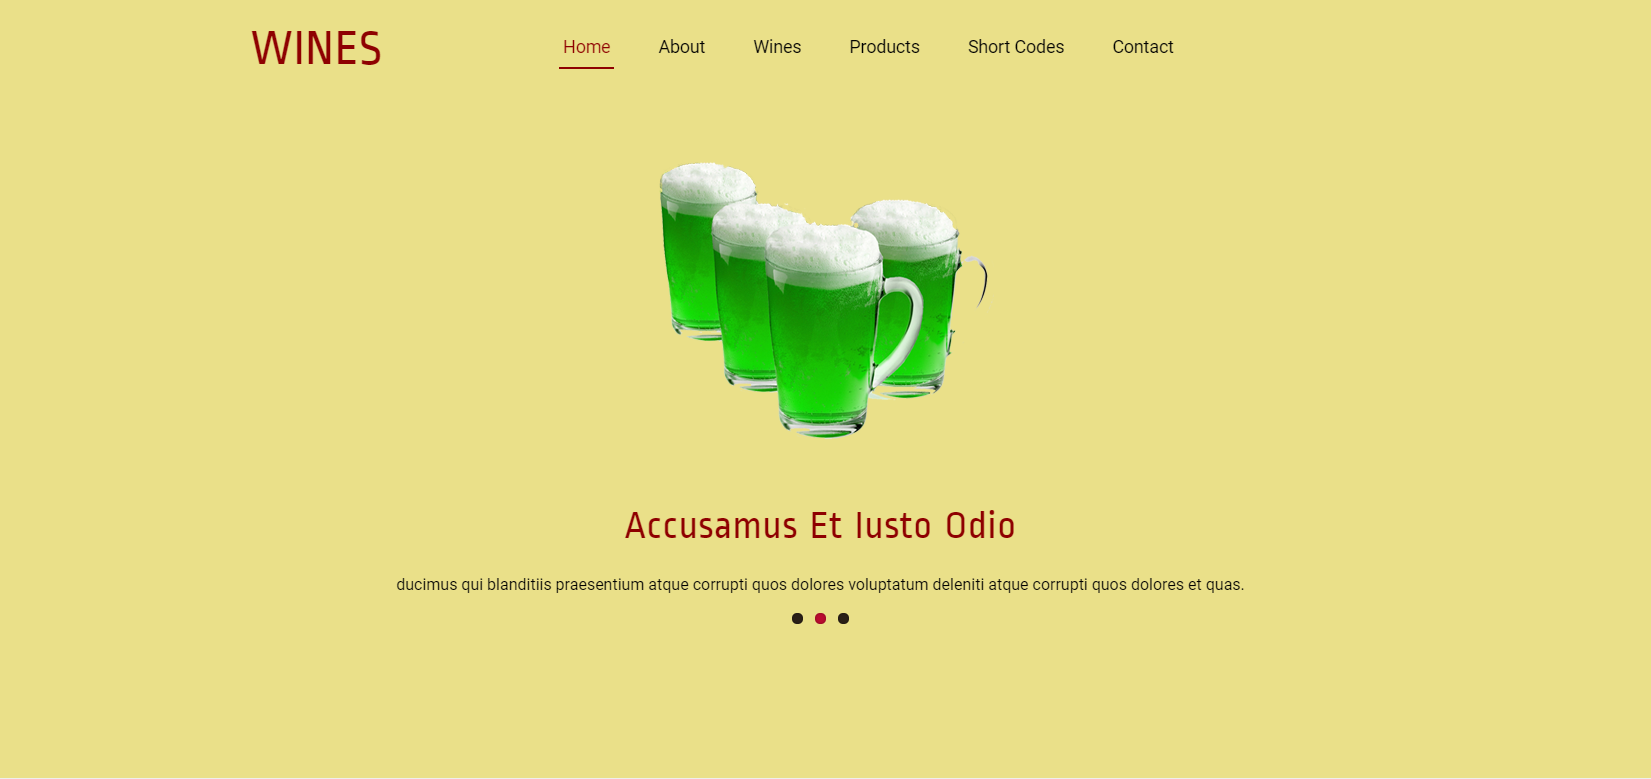 WINES
Home About Wines Products Short Codes Contact
Accusamus Et Iusto Odio
ducimus qui blanditiis praesentium atque corrupti quos dolores voluptatum deleniti atque corrupti quos dolores et quas.